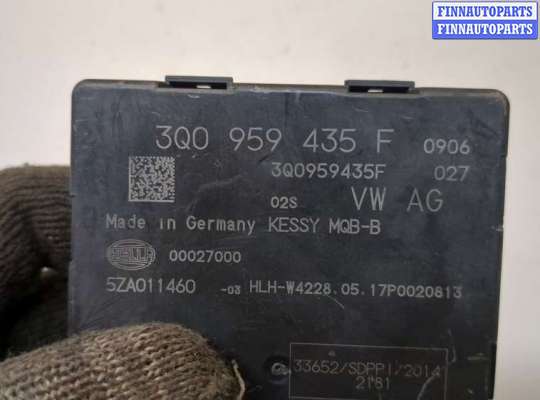 FINNAUTOPARTS
FINNAUTOPARTS
3Q0 959 435 F 0906
3Q0959435F 027
02S VW AG
Made in Germany KESSY MQB-B
HELLA 00027000
5ZA011460 -03 HLH-W4228.05.17P0020813
33652/SDPPI/2014
2181